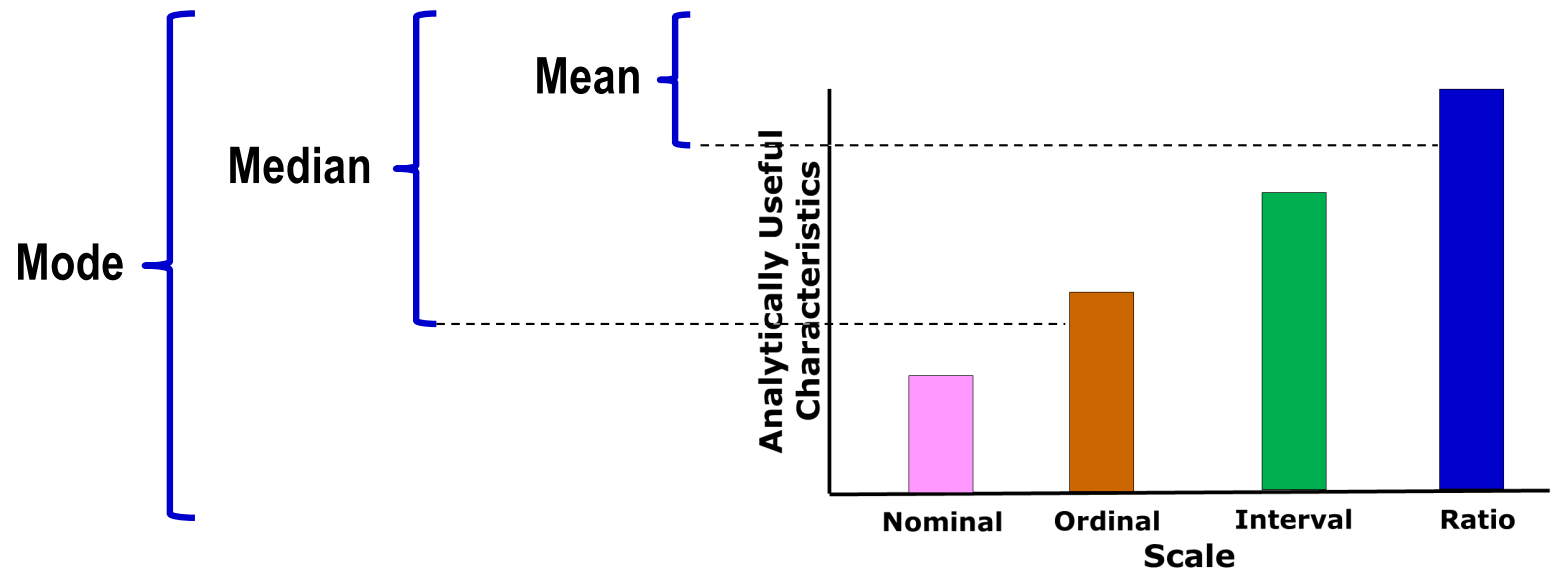 Mean
Median
Mode
Analytically Useful
Characteristics
Nominal
Ordinal
Interval
Ratio
Scale